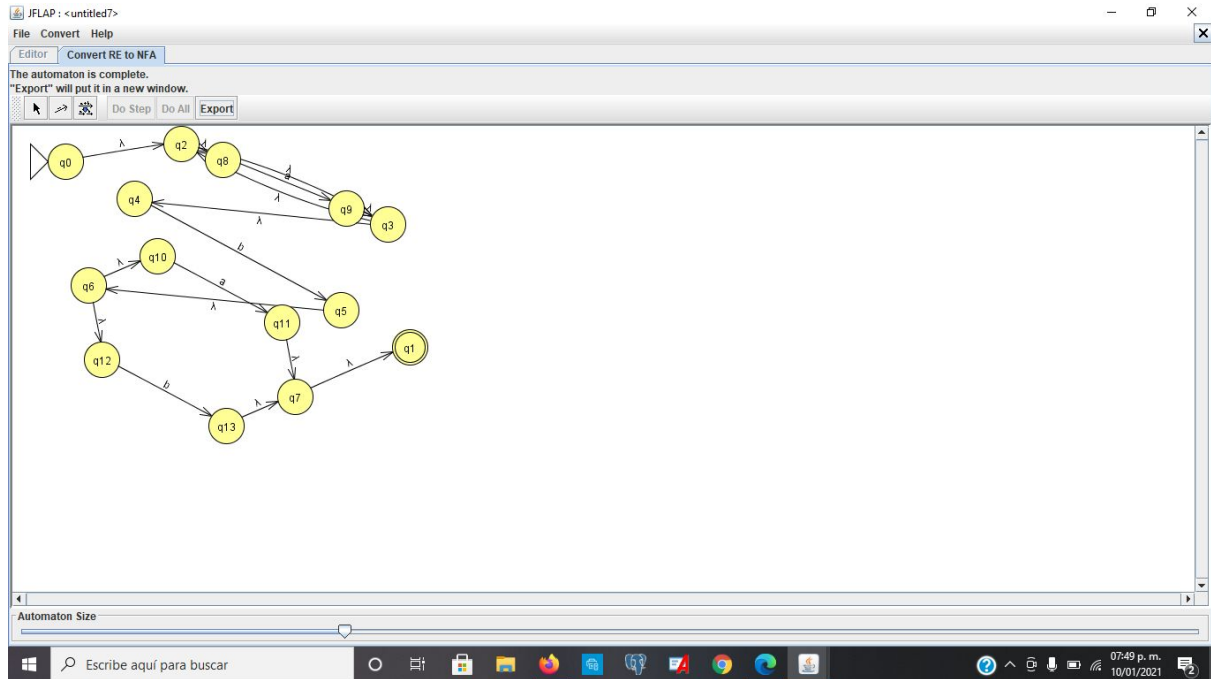 JFLAP : <untitled7>
File Convert Help
Editor Convert RE to NFA
The automaton is complete.
"Export" will put it in a new window.
Do Step Do All Export
q0 λ q2 λ q8
λ
a
λ
q4 q9 λ q3
λ
b
q10
λ
q6 a
λ q5
q11
λ λ
q12 λ q1
b
q7
λ
q13
Automaton Size
Escribe aquí para buscar
07:49 p. m.
10/01/2021
2